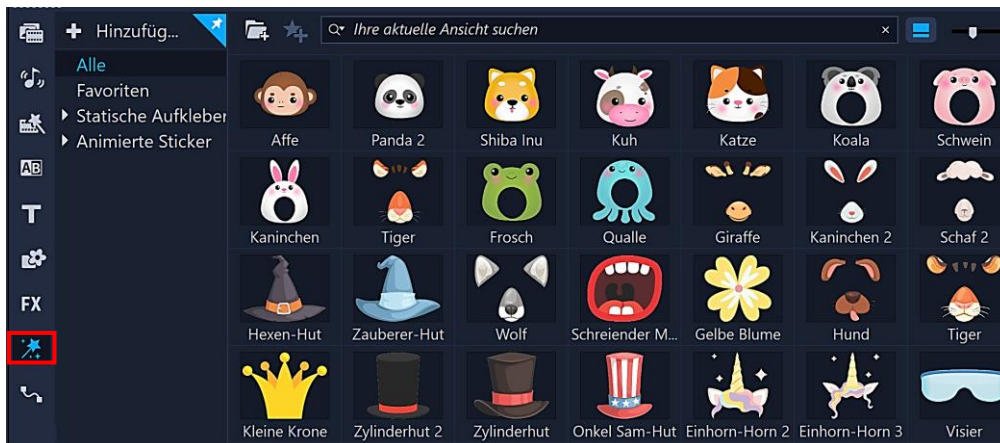 Hinzufüg...
Ihre aktuelle Ansicht suchen
Alle
Favoriten
Statische Aufkleber
Animierte Sticker
AB
T
FX
Affe Panda 2 Shiba Inu Kuh Katze Koala Schwein
Kaninchen Tiger Frosch Qualle Giraffe Kaninchen 2 Schaf 2
Hexen-Hut Zauberer-Hut Wolf Schreiender M... Gelbe Blume Hund Tiger
Kleine Krone Zylinderhut 2 Zylinderhut Onkel Sam-Hut Einhorn-Horn 2 Einhorn-Horn 3 Visier